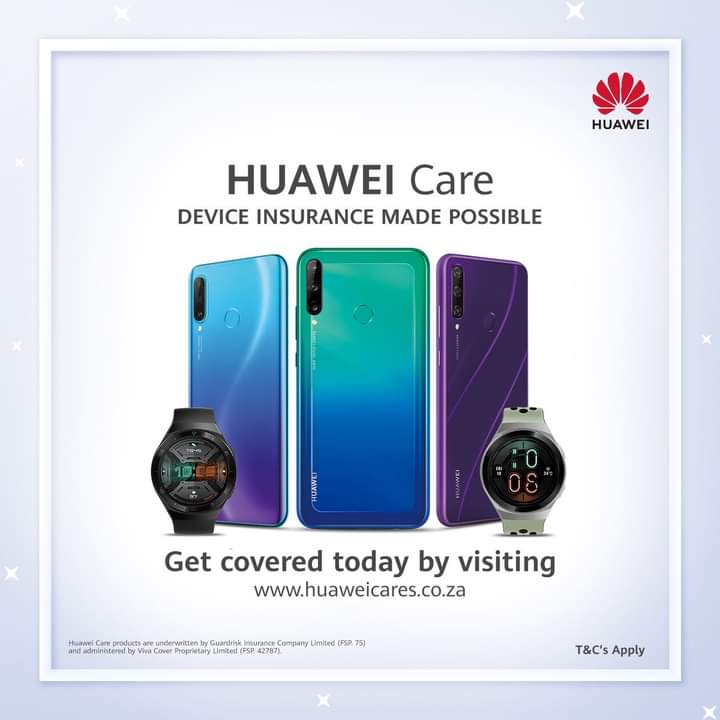 HUAWEI
HUAWEI Care
DEVICE INSURANCE MADE POSSIBLE
HUAWEI
HUAWEI
Get covered today by visiting
www.huaweicares.co.za
Huawei Care products are underwritten by Guardrisk Insurance Company Limited (FSP. 75)
and administered by Viva Cover Proprietary Limited (FSP. 42787).
T&C's Apply